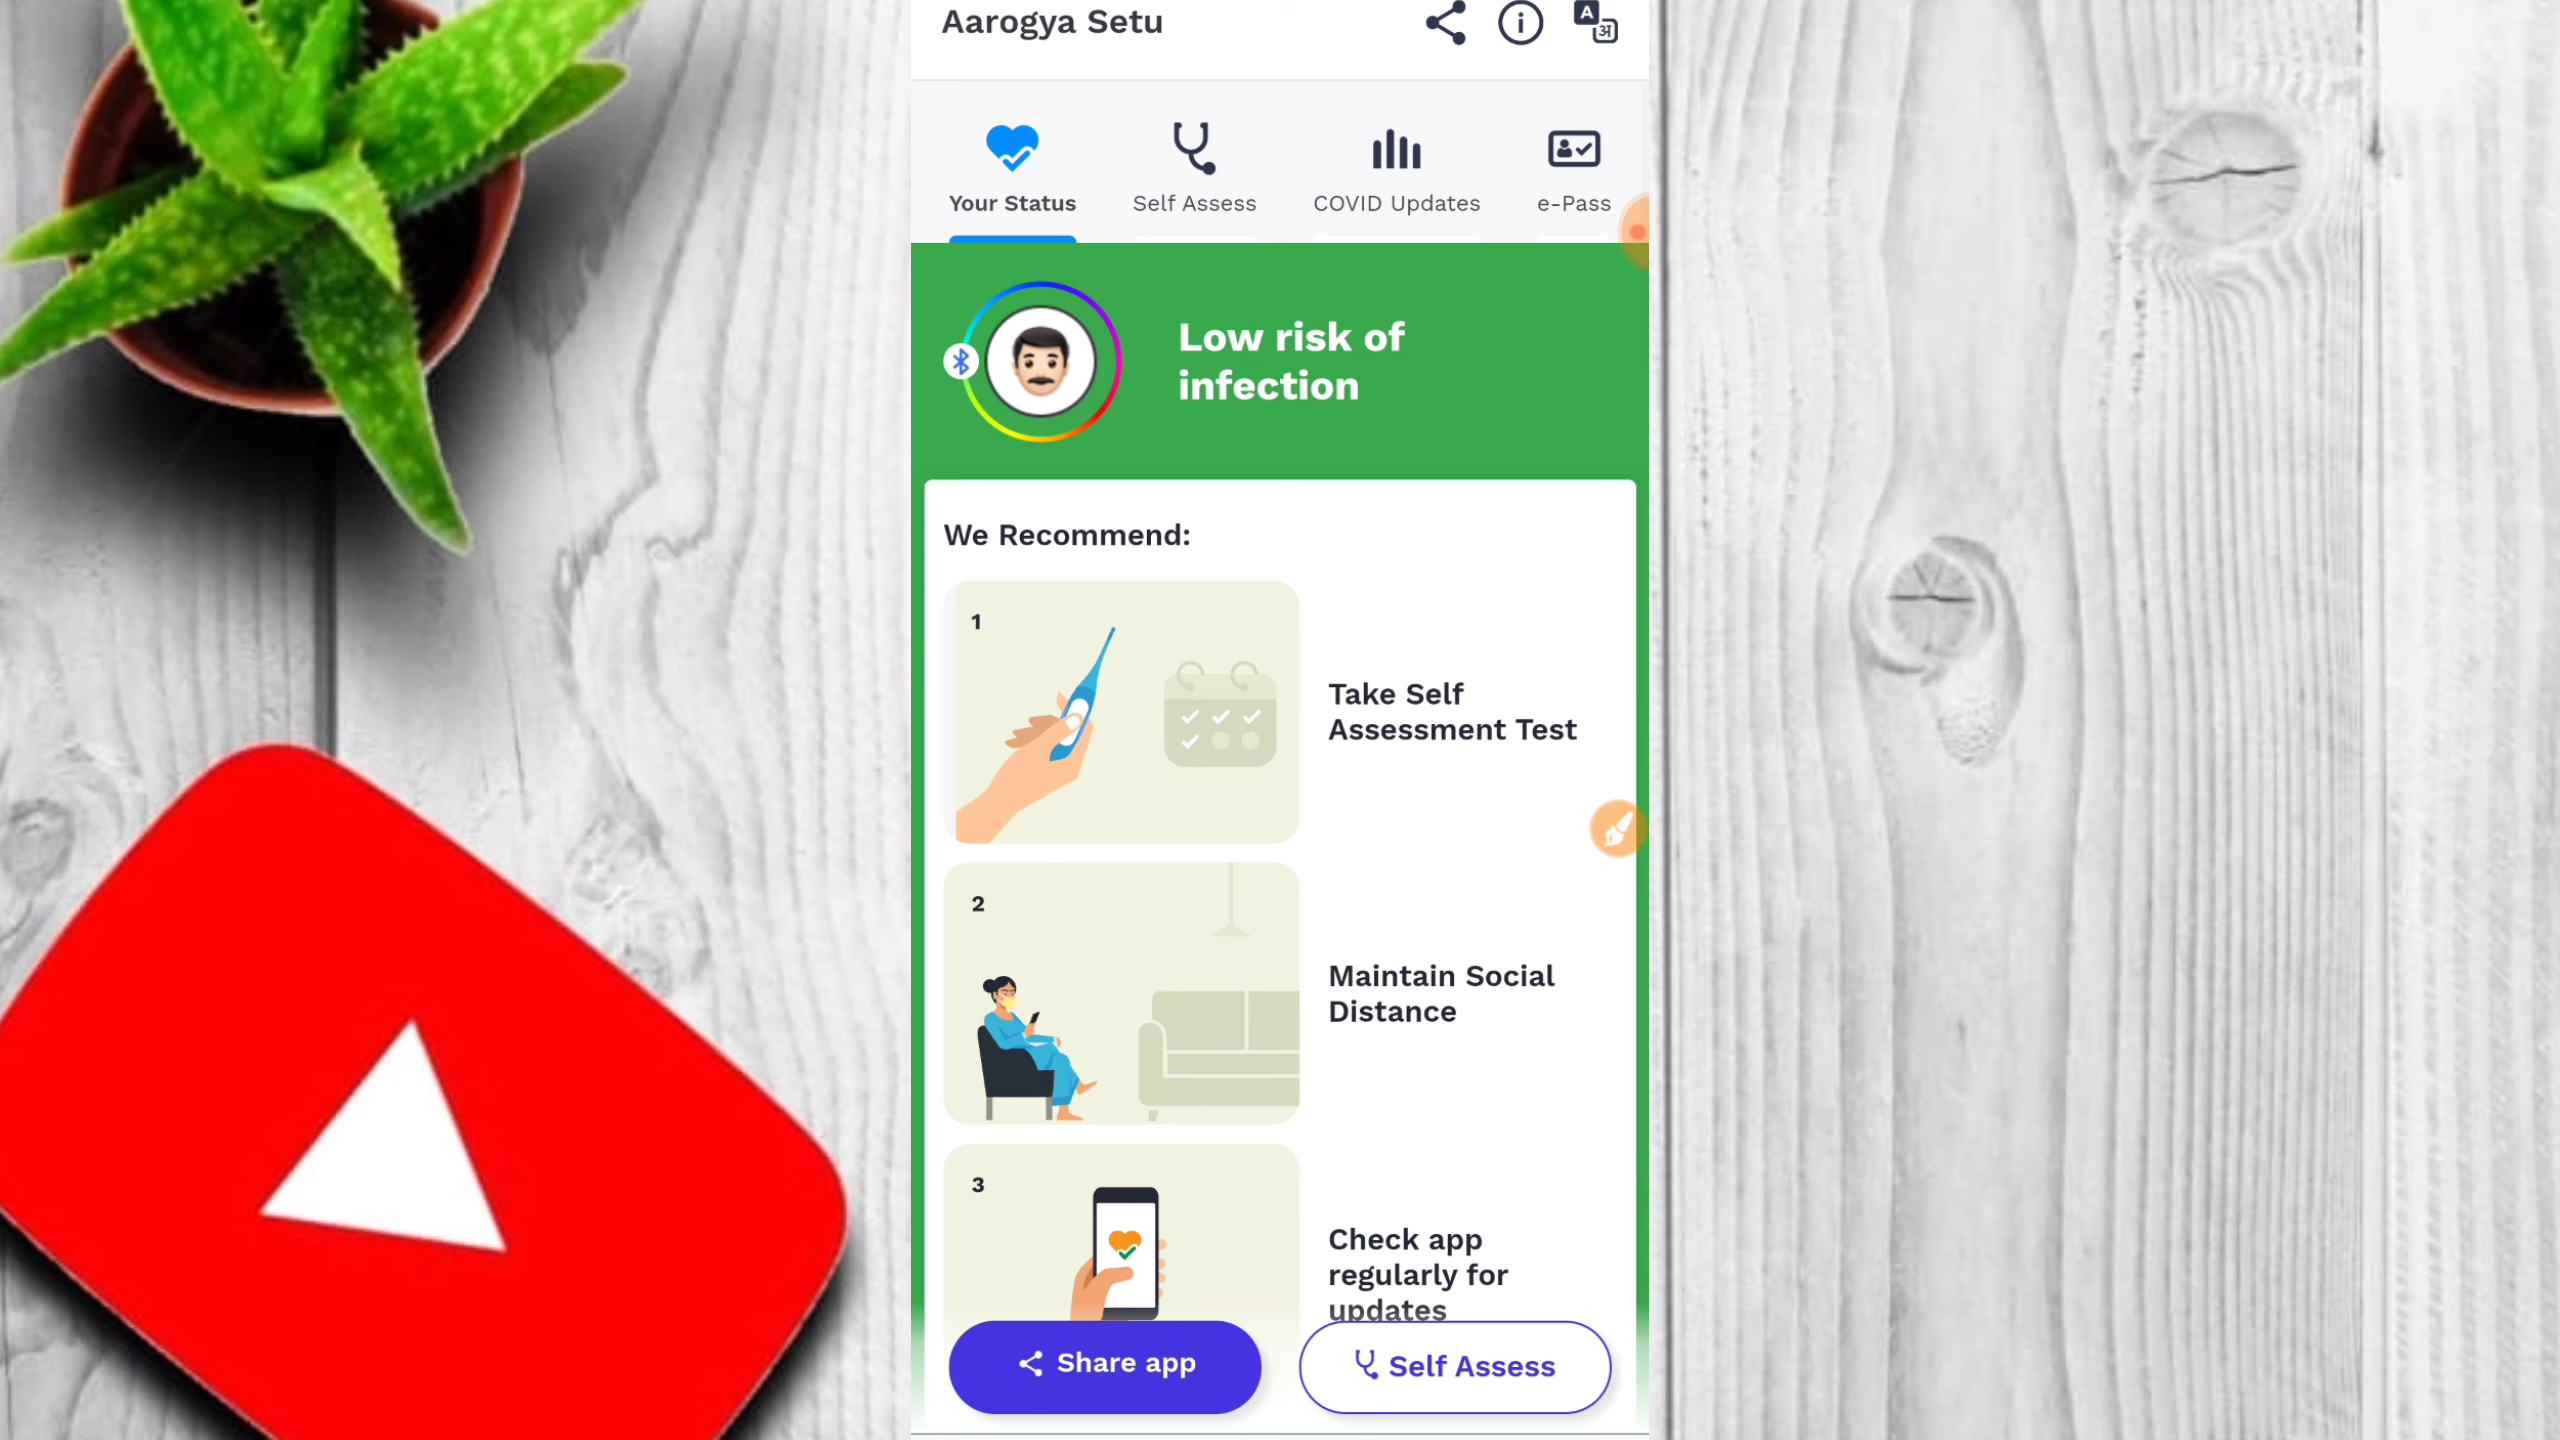 Aarogya Setu
A
अ
Your Status
Self Assess
COVID Updates
e-Pass
Low risk of
infection
We Recommend:
1
Take Self
Assessment Test
2
Maintain Social
Distance
3
Check app
regularly for
updates
Share app
Self Assess